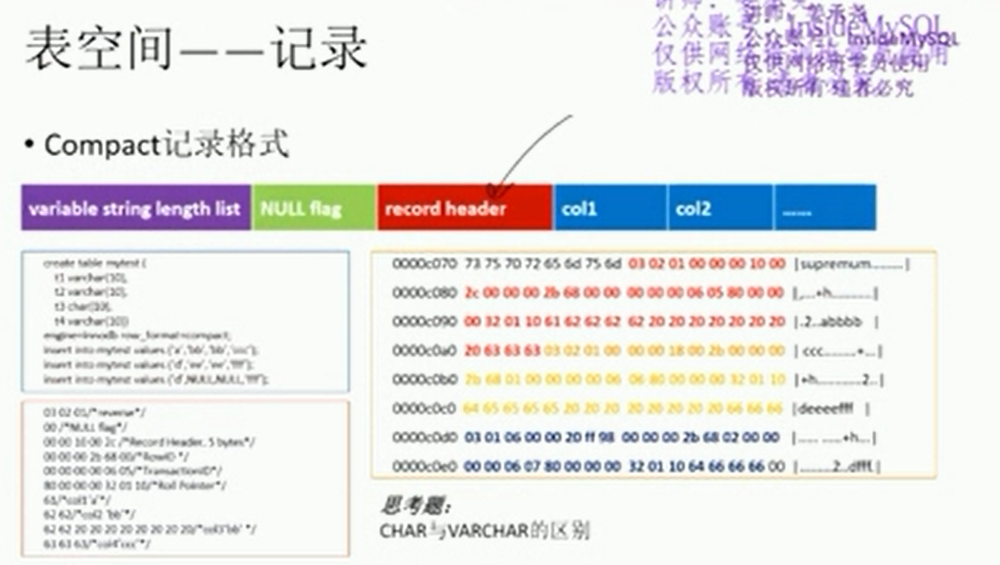 表空间——记录
公众账
InsideMySQL
仅供网络
版权所有
InsideMySQL
版权所有 违者必究
• Compact记录格式
variable string length list
NULL flag
record header
col1
col2
......
create table mytest (
t1 varchar(10),
t2 varchar(10),
t3 char(10),
t4 varchar(10))
engine=innodb row_format=compact;
insert into mytest values ('a','bb','bb','ccc');
insert into mytest values ('d','ee','ee','fff');
insert into mytest values ('d',NULL,NULL,'fff');
03 02 01/*reverse*/
00 /*NULL flag*/
00 00 10 00 2c /*Record Header, 5 bytes*/
00 00 00 2b 68 00/*RowID */
00 00 00 00 06 05/*TransactionID*/
80 00 00 00 32 01 10/*Roll Pointer*/
61/*col1 'a'*/
62 62/*col2 'bb'*/
62 62 20 20 20 20 20 20 20 20/*col3 'bb' */
63 63 63/*col4 'ccc'*/
0000c070 73 75 70 72 65 6d 75 6d 03 02 01 00 00 00 10 00 |supremum........|
0000c080 2c 00 00 00 2b 68 00 00 00 00 00 06 05 80 00 00 |,...+h..........|
0000c090 00 32 01 10 61 62 62 62 62 20 20 20 20 20 20 20 |.2..abbbb |
0000c0a0 20 63 63 63 03 02 01 00 00 00 18 00 2b 00 00 00 | ccc........+...|
0000c0b0 2b 68 01 00 00 00 00 06 06 80 00 00 00 32 01 10 |+h...........2..|
0000c0c0 64 65 65 65 65 20 20 20 20 20 20 20 20 66 66 66 |deeeefff |
0000c0d0 03 01 06 00 00 20 ff 98 00 00 00 2b 68 02 00 00 |..... .....+h...|
0000c0e0 00 00 06 07 80 00 00 00 32 01 10 64 66 66 66 00 |........2..dfff.|
思考题:
CHAR与VARCHAR的区别